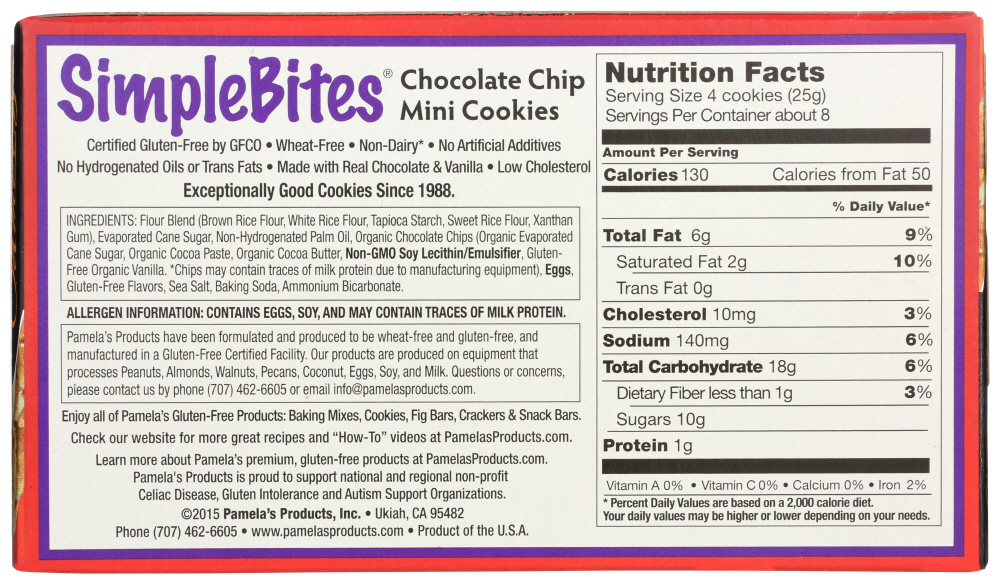 SimpleBites® Chocolate Chip
Mini Cookies
Certified Gluten-Free by GFCO • Wheat-Free • Non-Dairy* • No Artificial Additives
No Hydrogenated Oils or Trans Fats • Made with Real Chocolate & Vanilla • Low Cholesterol
Exceptionally Good Cookies Since 1988.
INGREDIENTS: Flour Blend (Brown Rice Flour, White Rice Flour, Tapioca Starch, Sweet Rice Flour, Xanthan
Gum), Evaporated Cane Sugar, Non-Hydrogenated Palm Oil, Organic Chocolate Chips (Organic Evaporated
Cane Sugar, Organic Cocoa Paste, Organic Cocoa Butter, Non-GMO Soy Lecithin/Emulsifier, Gluten-
Free Organic Vanilla. *Chips may contain traces of milk protein due to manufacturing equipment), Eggs,
Gluten-Free Flavors, Sea Salt, Baking Soda, Ammonium Bicarbonate.
ALLERGEN INFORMATION: CONTAINS EGGS, SOY, AND MAY CONTAIN TRACES OF MILK PROTEIN.
Pamela's Products have been formulated and produced to be wheat-free and gluten-free, and
manufactured in a Gluten-Free Certified Facility. Our products are produced on equipment that
processes Peanuts, Almonds, Walnuts, Pecans, Coconut, Eggs, Soy, and Milk. Questions or concerns,
please contact us by phone (707) 462-6605 or email info@pamelasproducts.com.
Enjoy all of Pamela's Gluten-Free Products: Baking Mixes, Cookies, Fig Bars, Crackers & Snack Bars.
Check our website for more great recipes and “How-To” videos at PamelasProducts.com.
Learn more about Pamela's premium, gluten-free products at PamelasProducts.com.
Pamela's Products is proud to support national and regional non-profit
Celiac Disease, Gluten Intolerance and Autism Support Organizations.
©2015 Pamela's Products, Inc. • Ukiah, CA 95482
Phone (707) 462-6605 • www.pamelasproducts.com • Product of the U.S.A.
Nutrition Facts
Serving Size 4 cookies (25g)
Servings Per Container about 8
Amount Per Serving
Calories 130 Calories from Fat 50
% Daily Value*
Total Fat 6g 9%
Saturated Fat 2g 10%
Trans Fat 0g
Cholesterol 10mg 3%
Sodium 140mg 6%
Total Carbohydrate 18g 6%
Dietary Fiber less than 1g 3%
Sugars 10g
Protein 1g
Vitamin A 0% • Vitamin C 0% • Calcium 0% • Iron 2%
* Percent Daily Values are based on a 2,000 calorie diet.
Your daily values may be higher or lower depending on your needs.